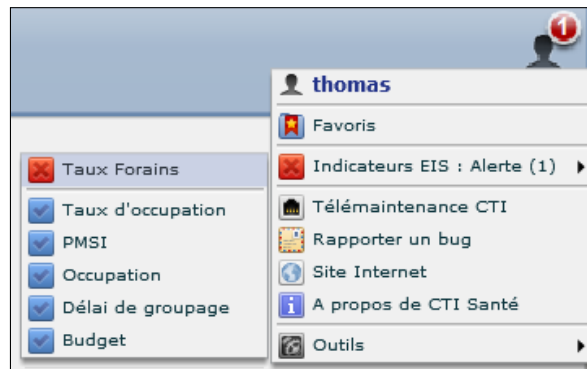 1
thomas
Favoris
Indicateurs EIS : Alerte (1)
Télémaintenance CTI
Rapporter un bug
Site Internet
A propos de CTI Santé
Outils
Taux Forains
Taux d'occupation
PMSI
Occupation
Délai de groupage
Budget